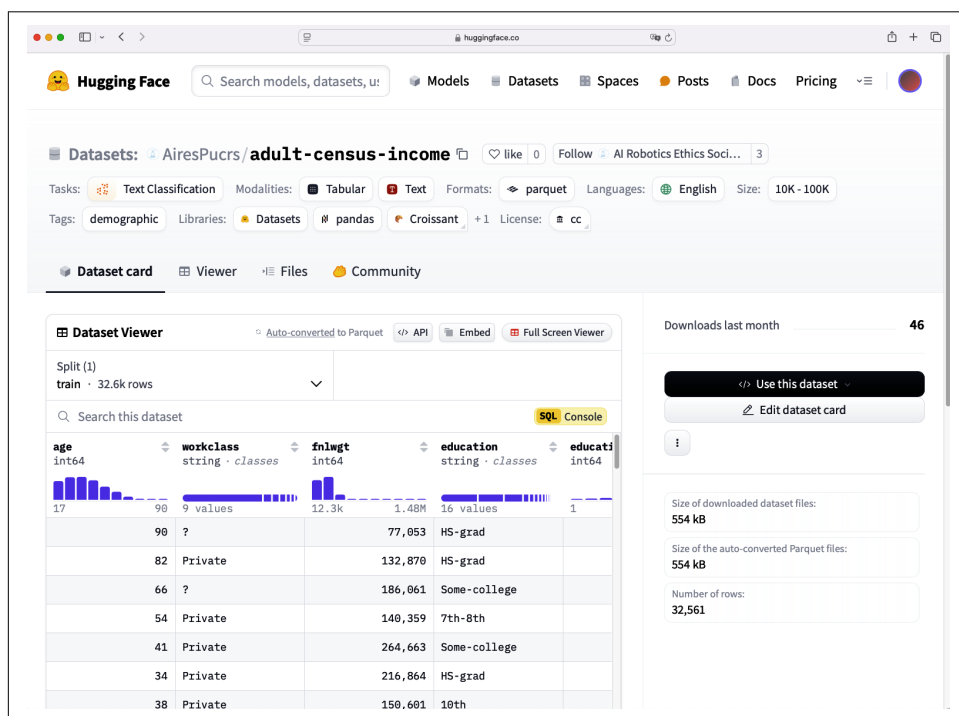 huggingface.co
Hugging Face Search models, datasets, us Models Datasets Spaces Posts Docs Pricing
Datasets: AiresPucrs/adult-census-income like 0 Follow AI Robotics Ethics Soci... 3
Tasks: Text Classification Modalities: Tabular Text Formats: parquet Languages: English Size: 10K - 100K
Tags: demographic Libraries: Datasets pandas Croissant +1 License: cc
Dataset card Viewer Files Community
Dataset Viewer Auto-converted to Parquet </> API Embed Full Screen Viewer
Split (1)
train · 32.6k rows
Search this dataset SQL Console
age workclass fnlwgt education educati
int64 string · classes int64 string · classes int64
17 90 9 values 12.3k 1.48M 16 values 1
90 ? 77,053 HS-grad
82 Private 132,870 HS-grad
66 ? 186,061 Some-college
54 Private 140,359 7th-8th
41 Private 264,663 Some-college
34 Private 216,864 HS-grad
38 Private 150,601 10th
Downloads last month 46
</> Use this dataset
Edit dataset card
Size of downloaded dataset files:
554 kB
Size of the auto-converted Parquet files:
554 kB
Number of rows:
32,561